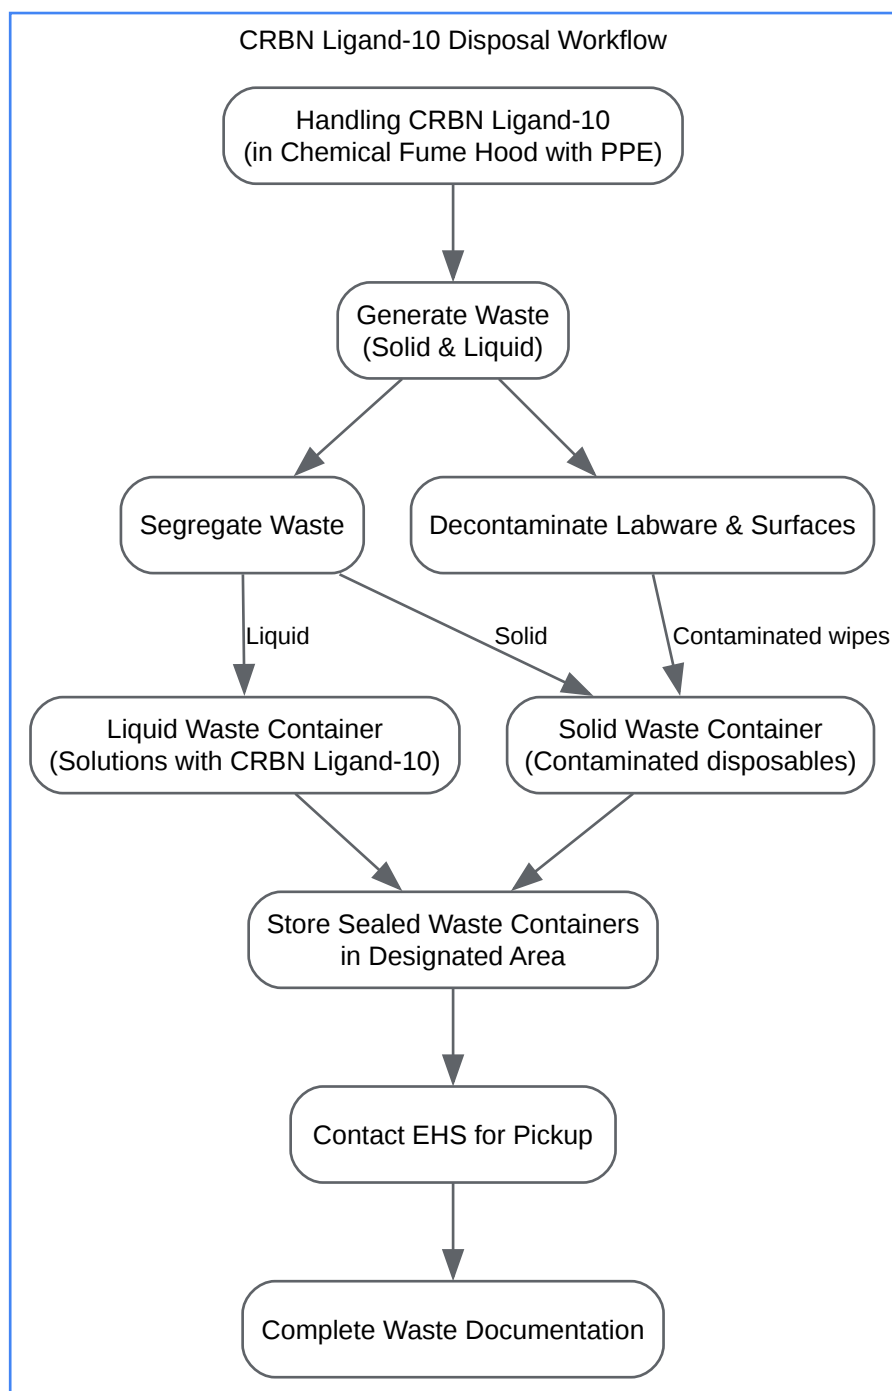 CRBN Ligand-10 Disposal Workflow
Handling CRBN Ligand-10
(in Chemical Fume Hood with PPE)
Generate Waste
(Solid & Liquid)
Segregate Waste
Decontaminate Labware & Surfaces
Liquid
Solid
Contaminated wipes
Liquid Waste Container
(Solutions with CRBN Ligand-10)
Solid Waste Container
(Contaminated disposables)
Store Sealed Waste Containers
in Designated Area
Contact EHS for Pickup
Complete Waste Documentation